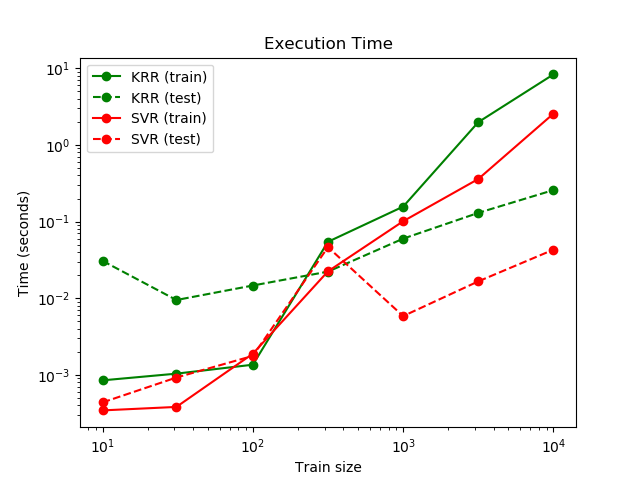 Execution Time
KRR (train)
KRR (test)
SVR (train)
SVR (test)
Time (seconds)
10¹
10⁰
10⁻¹
10⁻²
10⁻³
10¹ 10² 10³ 10⁴
Train size